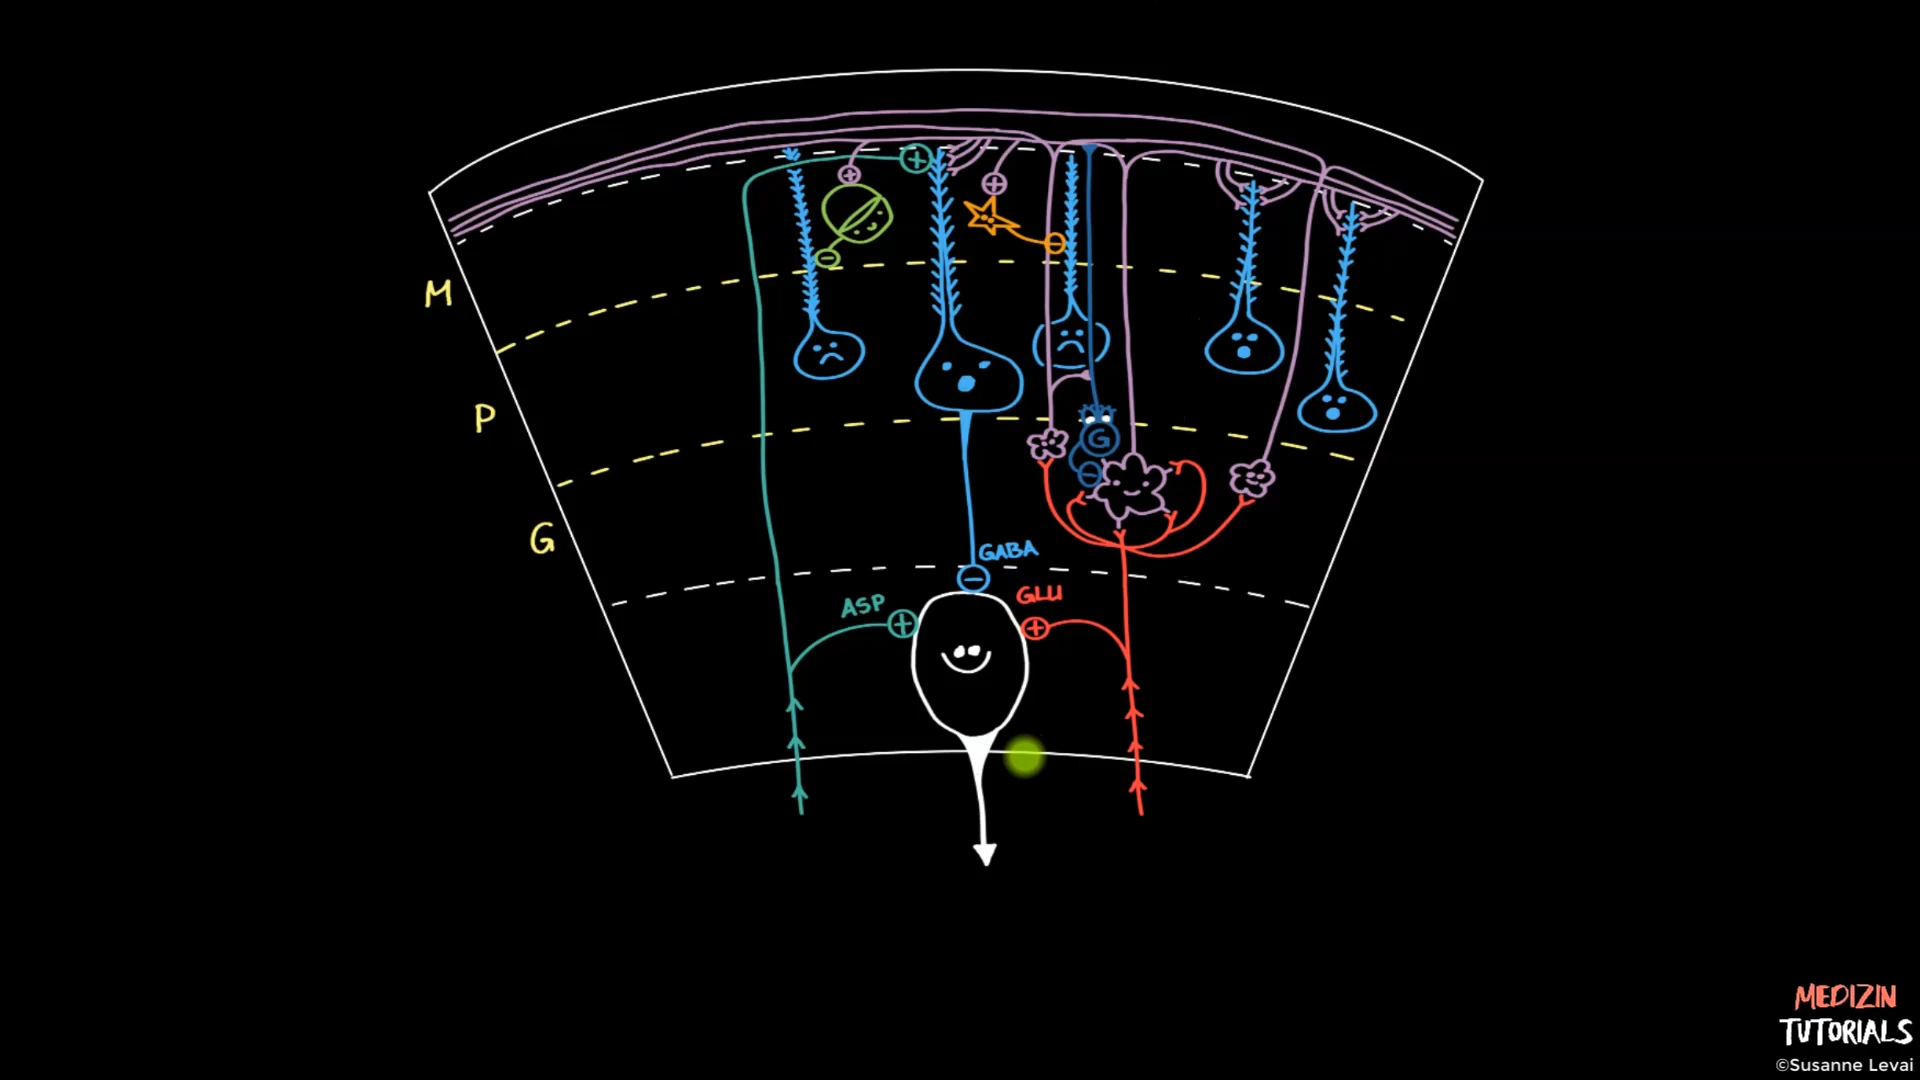 M
P
G
G
GABA
ASP
GLU
MEDIZIN
TUTORIALS
©Susanne Levai